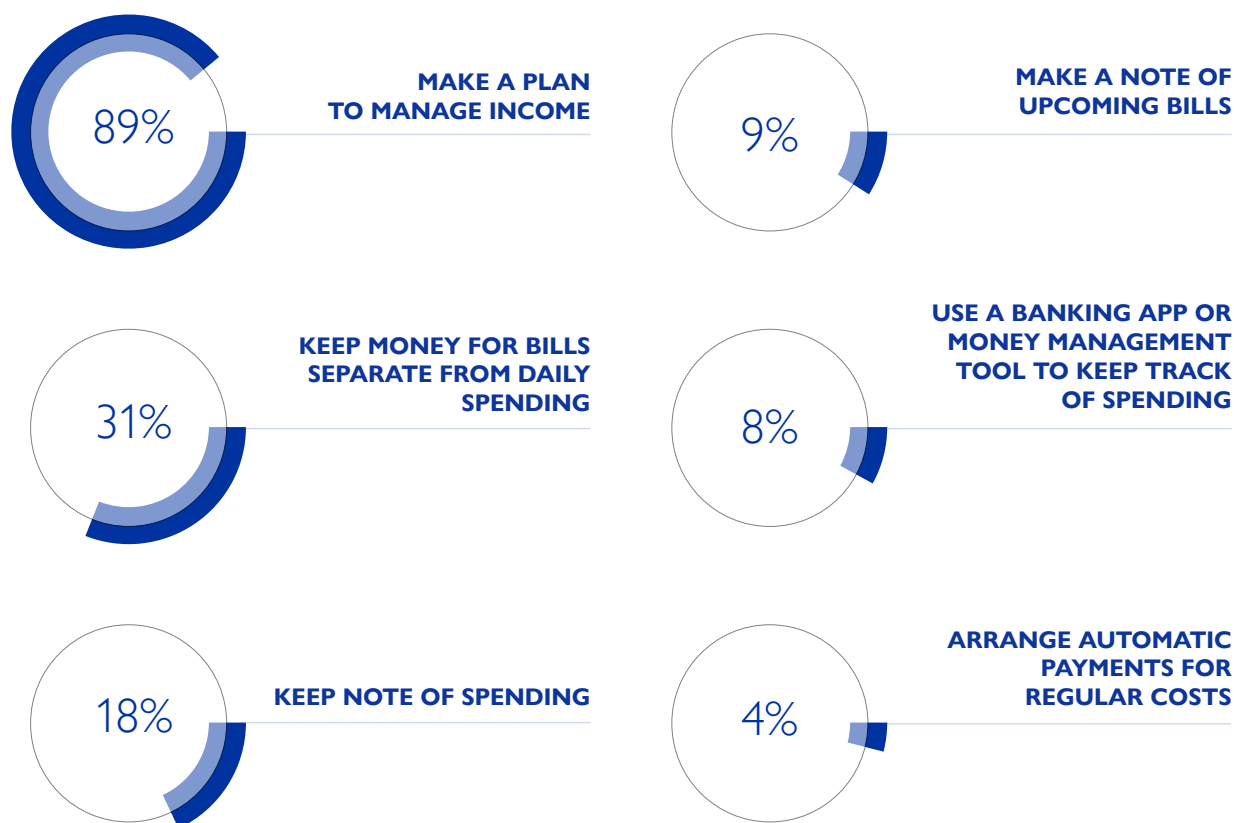 89%
MAKE A PLAN
TO MANAGE INCOME
31%
KEEP MONEY FOR BILLS
SEPARATE FROM DAILY
SPENDING
18%
KEEP NOTE OF SPENDING
9%
MAKE A NOTE OF
UPCOMING BILLS
8%
USE A BANKING APP OR
MONEY MANAGEMENT
TOOL TO KEEP TRACK
OF SPENDING
4%
ARRANGE AUTOMATIC
PAYMENTS FOR
REGULAR COSTS